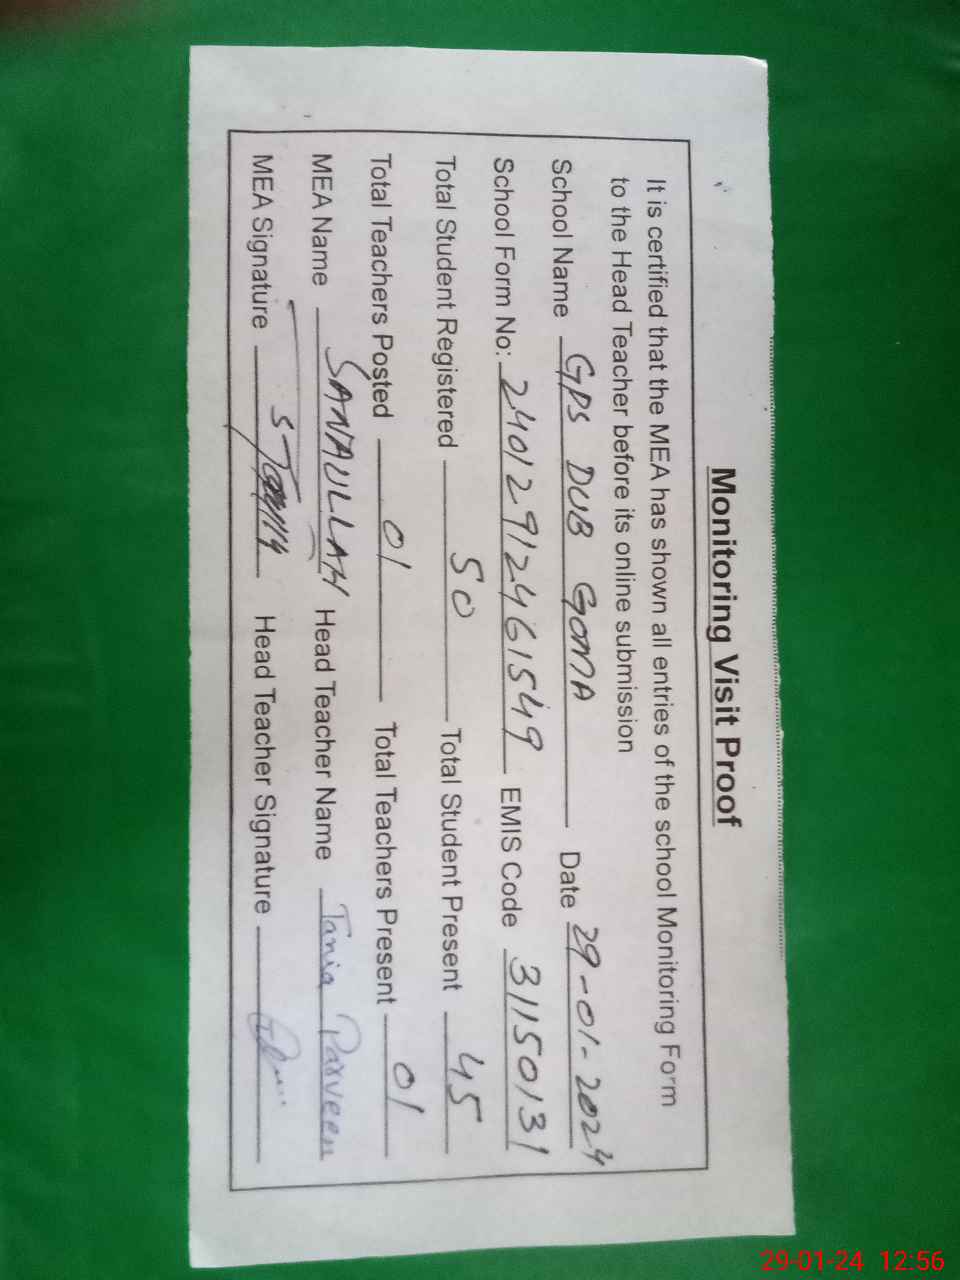 Monitoring Visit Proof
It is certified that the MEA has shown all entries of the school Monitoring Form
to the Head Teacher before its online submission
School Name GPS DUB GOMA Date 29-01-2024
School Form No: 24012912461549 EMIS Code 31150131
Total Student Registered 50 Total Student Present 45
Total Teachers Posted 01 Total Teachers Present 01
MEA Name SANAULLAH Head Teacher Name Tania Parveen
MEA Signature Head Teacher Signature
29-01-24 12:56